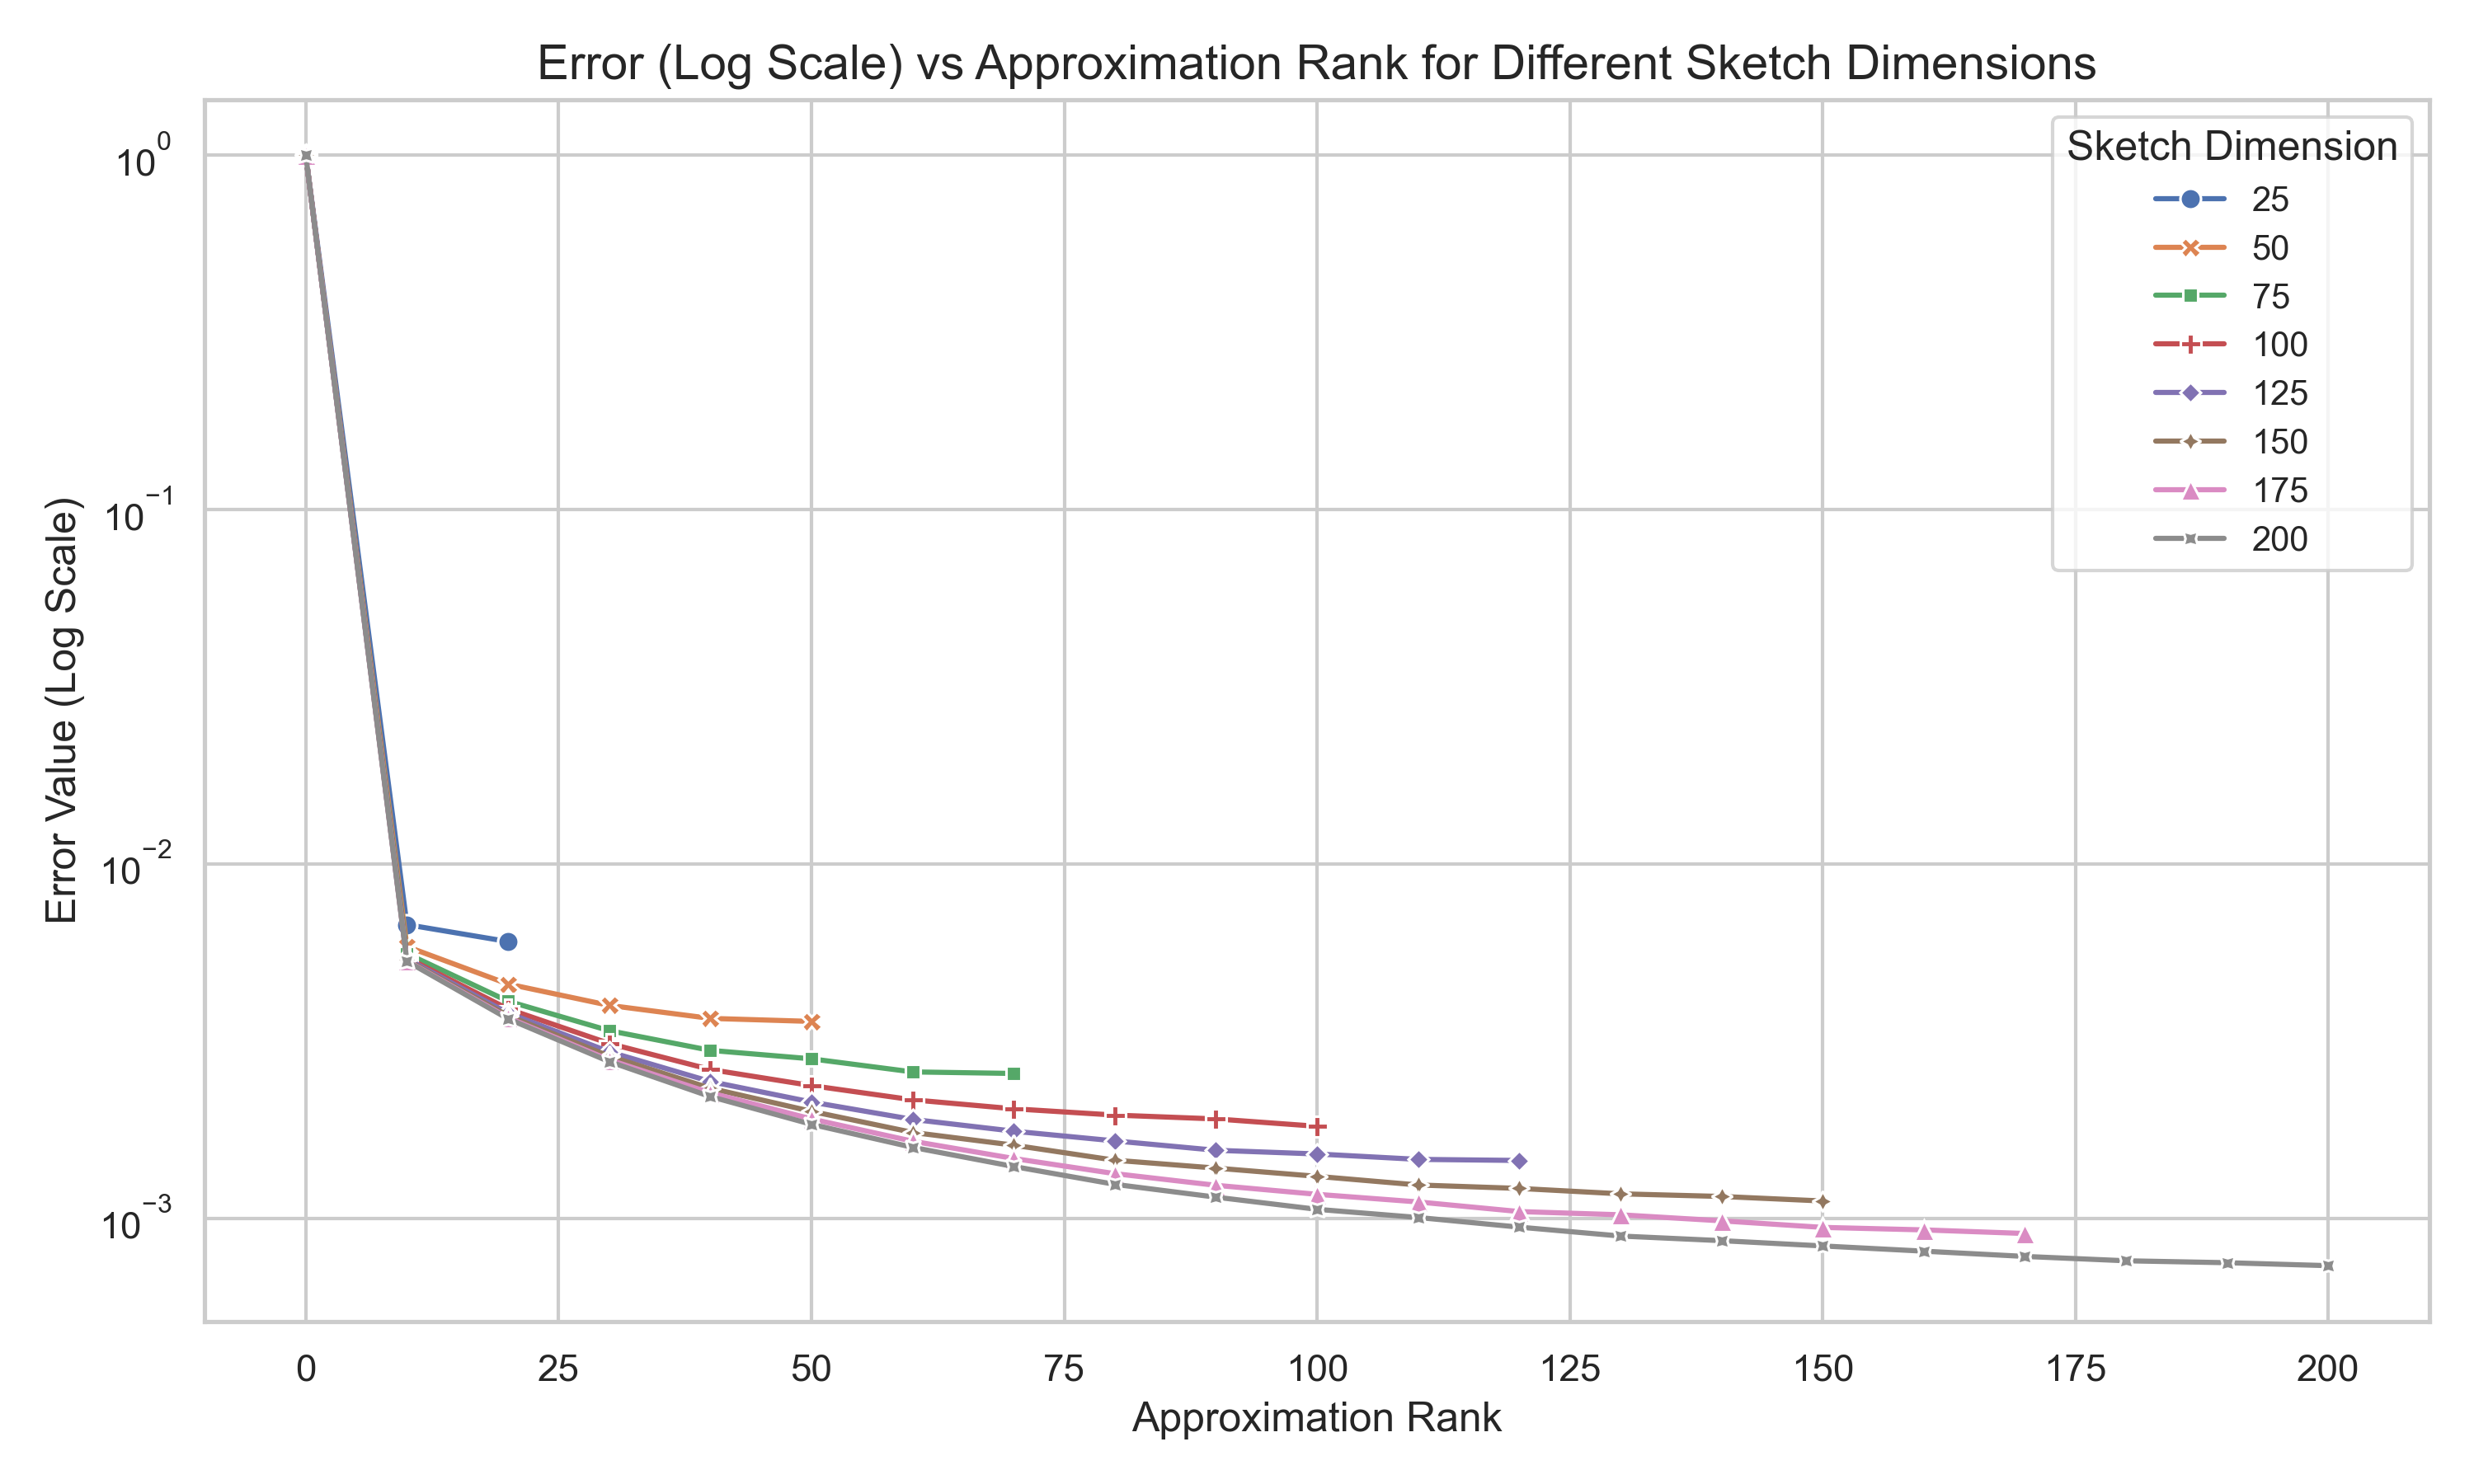 Error (Log Scale) vs Approximation Rank for Different Sketch Dimensions
Error Value (Log Scale)
10⁰
10⁻¹
10⁻²
10⁻³
Sketch Dimension
25
50
75
100
125
150
175
200
0 25 50 75 100 125 150 175 200
Approximation Rank